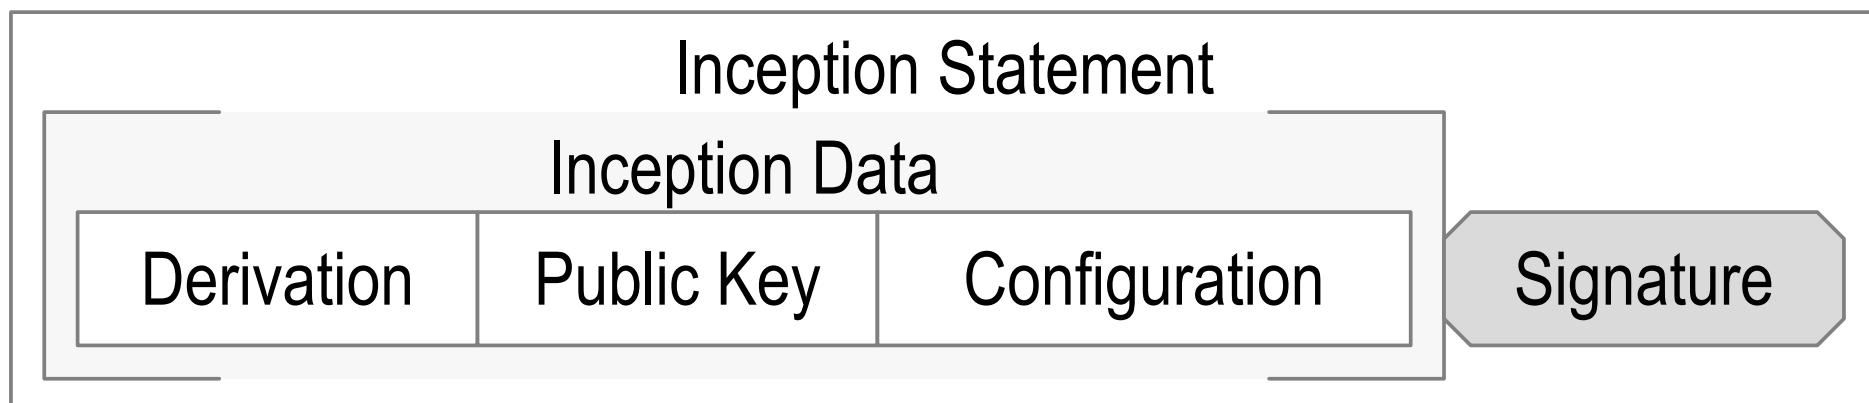 Inception Statement
Inception Data
Derivation Public Key Configuration Signature